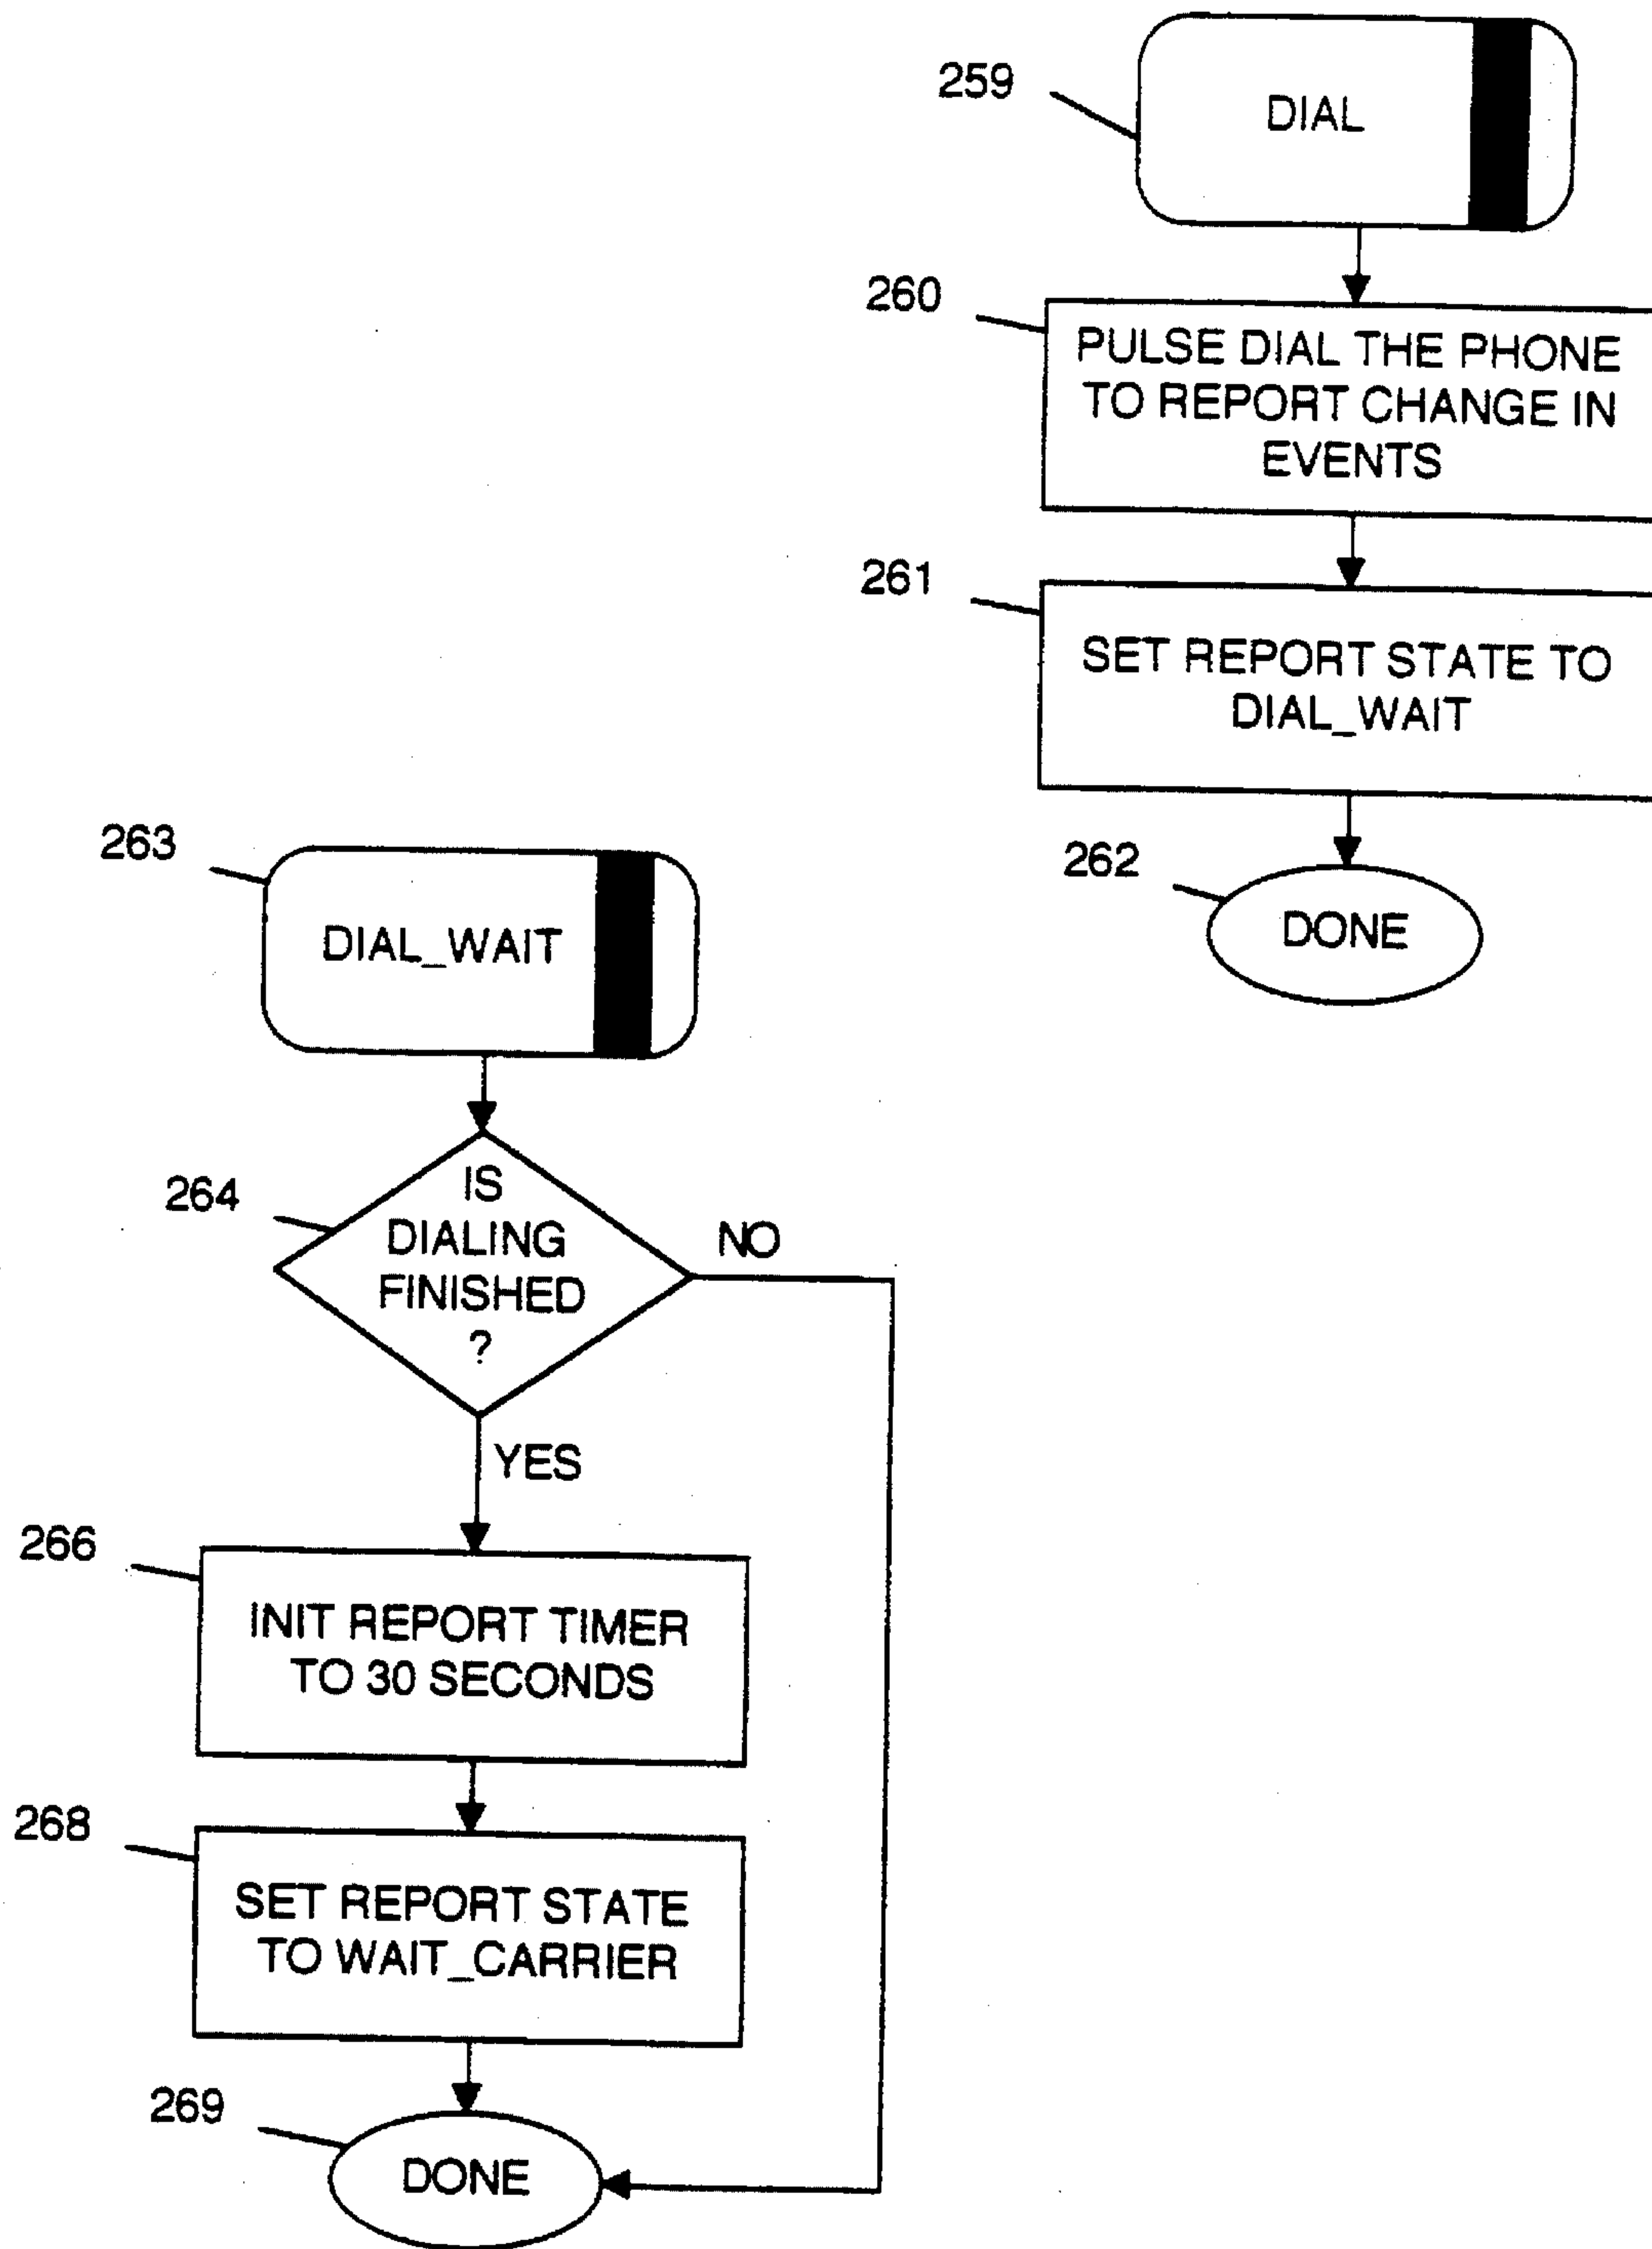 259
DIAL
260
PULSE DIAL THE PHONE
TO REPORT CHANGE IN
EVENTS
261
SET REPORT STATE TO
DIAL_WAIT
262
DONE
263
DIAL_WAIT
264
IS
DIALING
FINISHED
?
NO
YES
266
INIT REPORT TIMER
TO 30 SECONDS
268
SET REPORT STATE
TO WAIT_CARRIER
269
DONE